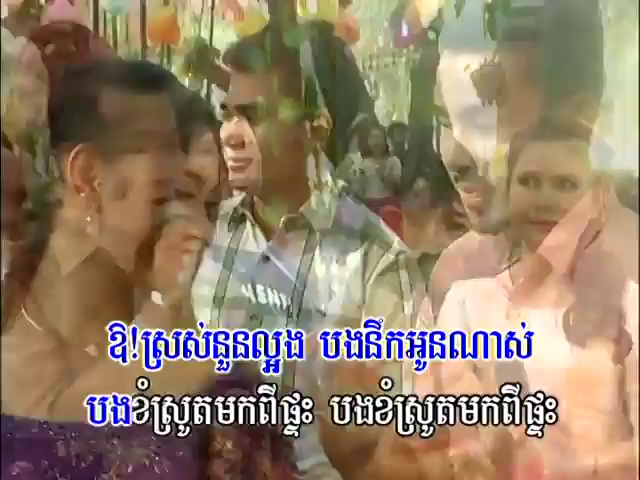 ឱ!ស្រស់នួនល្អង បងនឹកអូនណាស់
បងខំស្រូតមកពីផ្ទះ បងខំស្រូតមកពីផ្ទះ